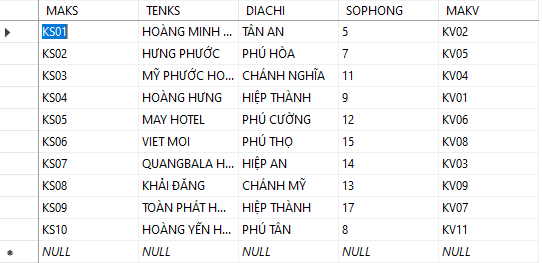 MAKS TENKS DIACHI SOPHONG MAKV
KS01 HOÀNG MINH ... TÂN AN 5 KV02
KS02 HƯNG PHƯỚC PHÚ HÒA 7 KV05
KS03 MỸ PHƯỚC HO... CHÁNH NGHĨA 11 KV04
KS04 HOÀNG HƯNG HIỆP THÀNH 9 KV01
KS05 MAY HOTEL PHÚ CƯỜNG 12 KV06
KS06 VIET MOI PHÚ THỌ 15 KV08
KS07 QUANGBALA H... HIỆP AN 14 KV03
KS08 KHẢI ĐĂNG CHÁNH MỸ 13 KV09
KS09 TOÀN PHÁT H... HIỆP THÀNH 17 KV07
KS10 HOÀNG YẾN H... PHÚ TÂN 8 KV11
NULL NULL NULL NULL NULL